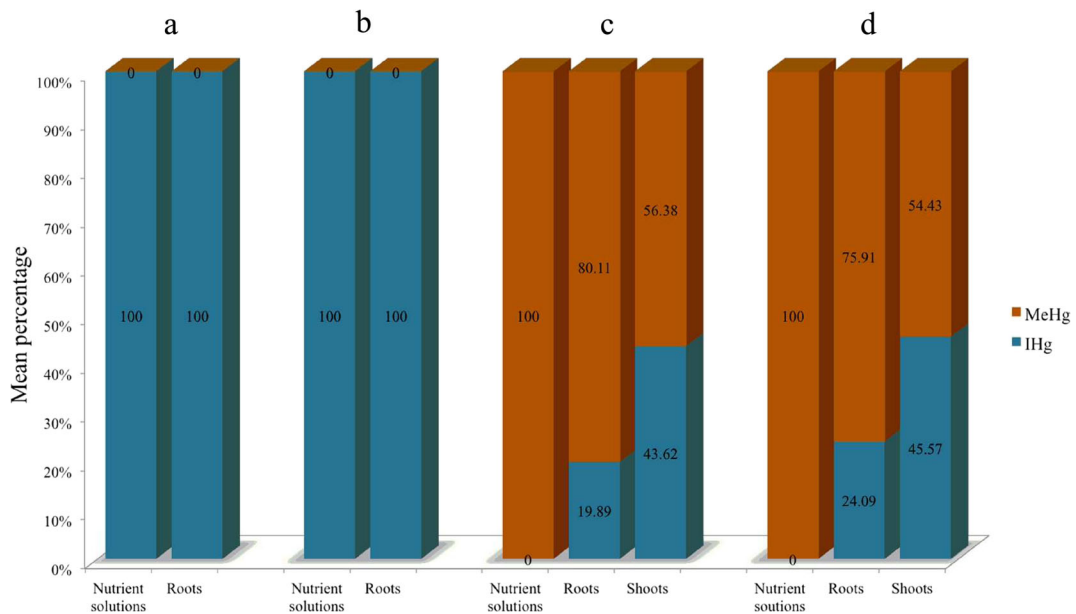 a b c d
100%
90%
80%
70%
60%
50%
40%
30%
20%
10%
0%
Mean percentage
0 0 0 0
100 100 100 100
100 80.11 56.38
0 19.89 43.62
100 75.91 54.43
0 24.09 45.57
MeHg
IHg
Nutrient Roots Nutrient Roots Nutrient Roots Shoots Nutrient Roots Shoots
solutions solutions solutions soutions